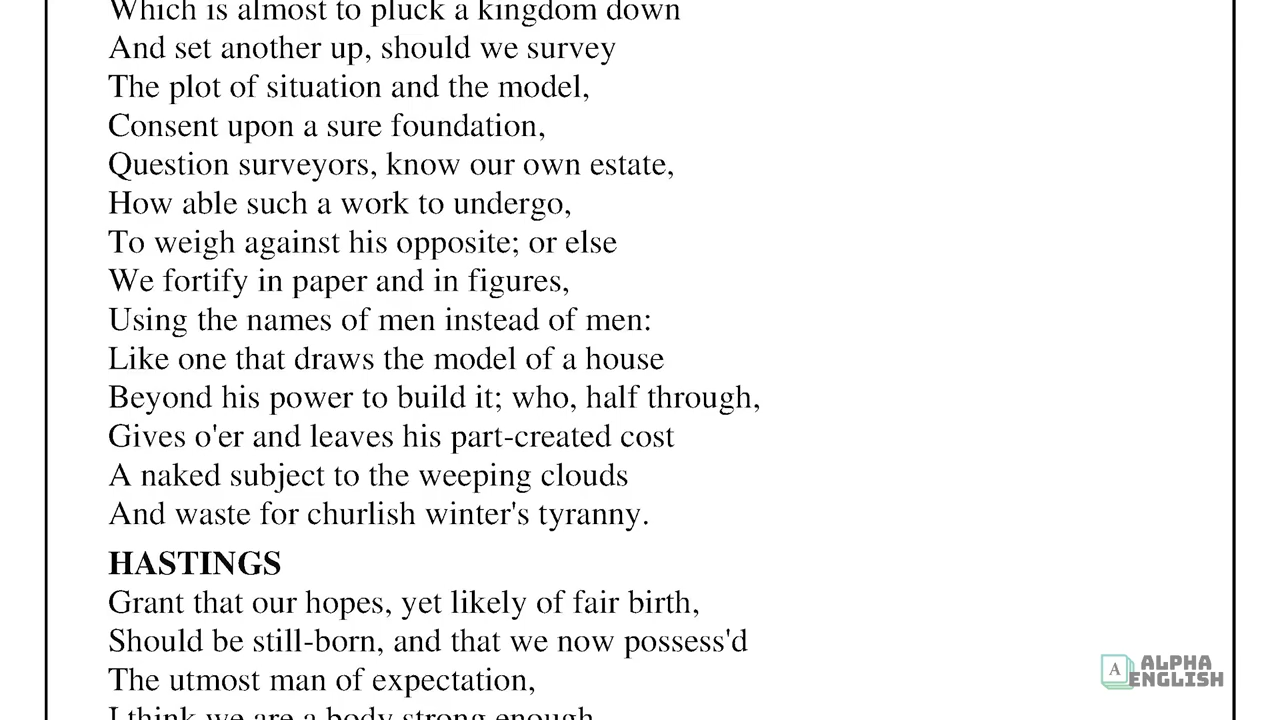 Which is almost to pluck a kingdom down
And set another up, should we survey
The plot of situation and the model,
Consent upon a sure foundation,
Question surveyors, know our own estate,
How able such a work to undergo,
To weigh against his opposite; or else
We fortify in paper and in figures,
Using the names of men instead of men:
Like one that draws the model of a house
Beyond his power to build it; who, half through,
Gives o'er and leaves his part-created cost
A naked subject to the weeping clouds
And waste for churlish winter's tyranny.
HASTINGS
Grant that our hopes, yet likely of fair birth,
Should be still-born, and that we now possess'd
The utmost man of expectation,
I think we are a body strong enough
A ALPHA
ENGLISH